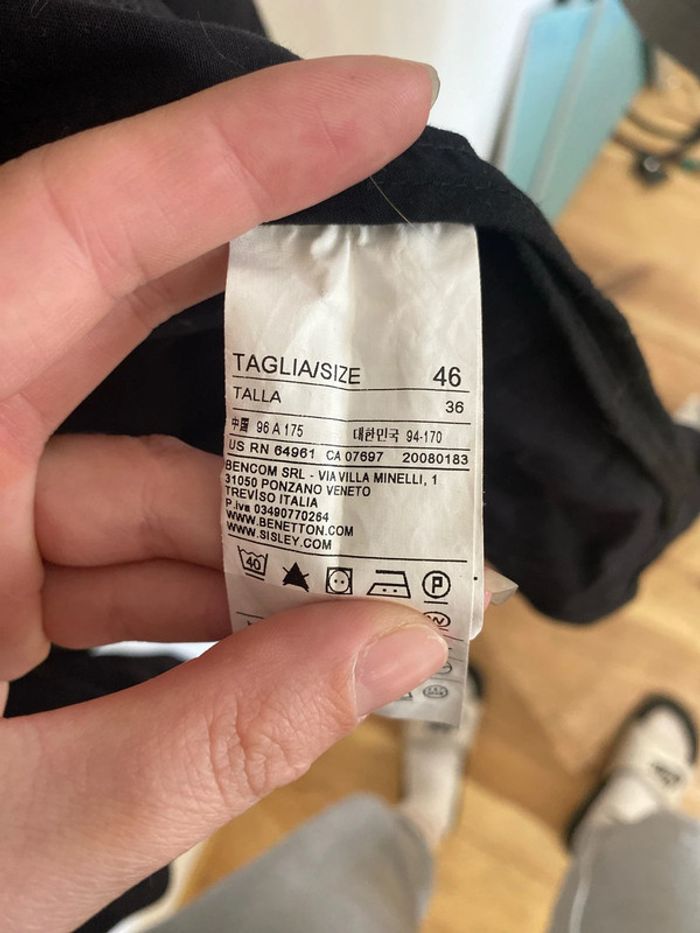 TAGLIA/SIZE 46
TALLA 36
中国 96 A 175 대한민국 94-170
US RN 64961 CA 07697 20080183
BENCOM SRL - VIA VILLA MINELLI, 1
31050 PONZANO VENETO
TREVISO ITALIA
P.iva 03490770264
WWW.BENETTON.COM
WWW.SISLEY.COM
40 P
W